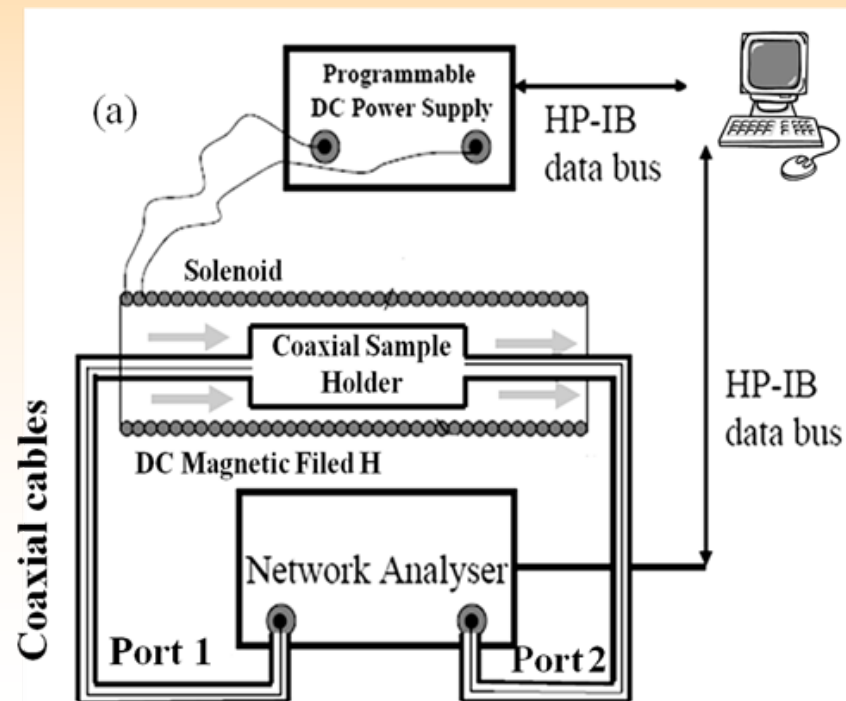 (a)
Programmable
DC Power Supply
HP-IB
data bus
Solenoid
Coaxial Sample
Holder
HP-IB
data bus
DC Magnetic Filed H
Coaxial cables
Network Analyser
Port 1
Port 2